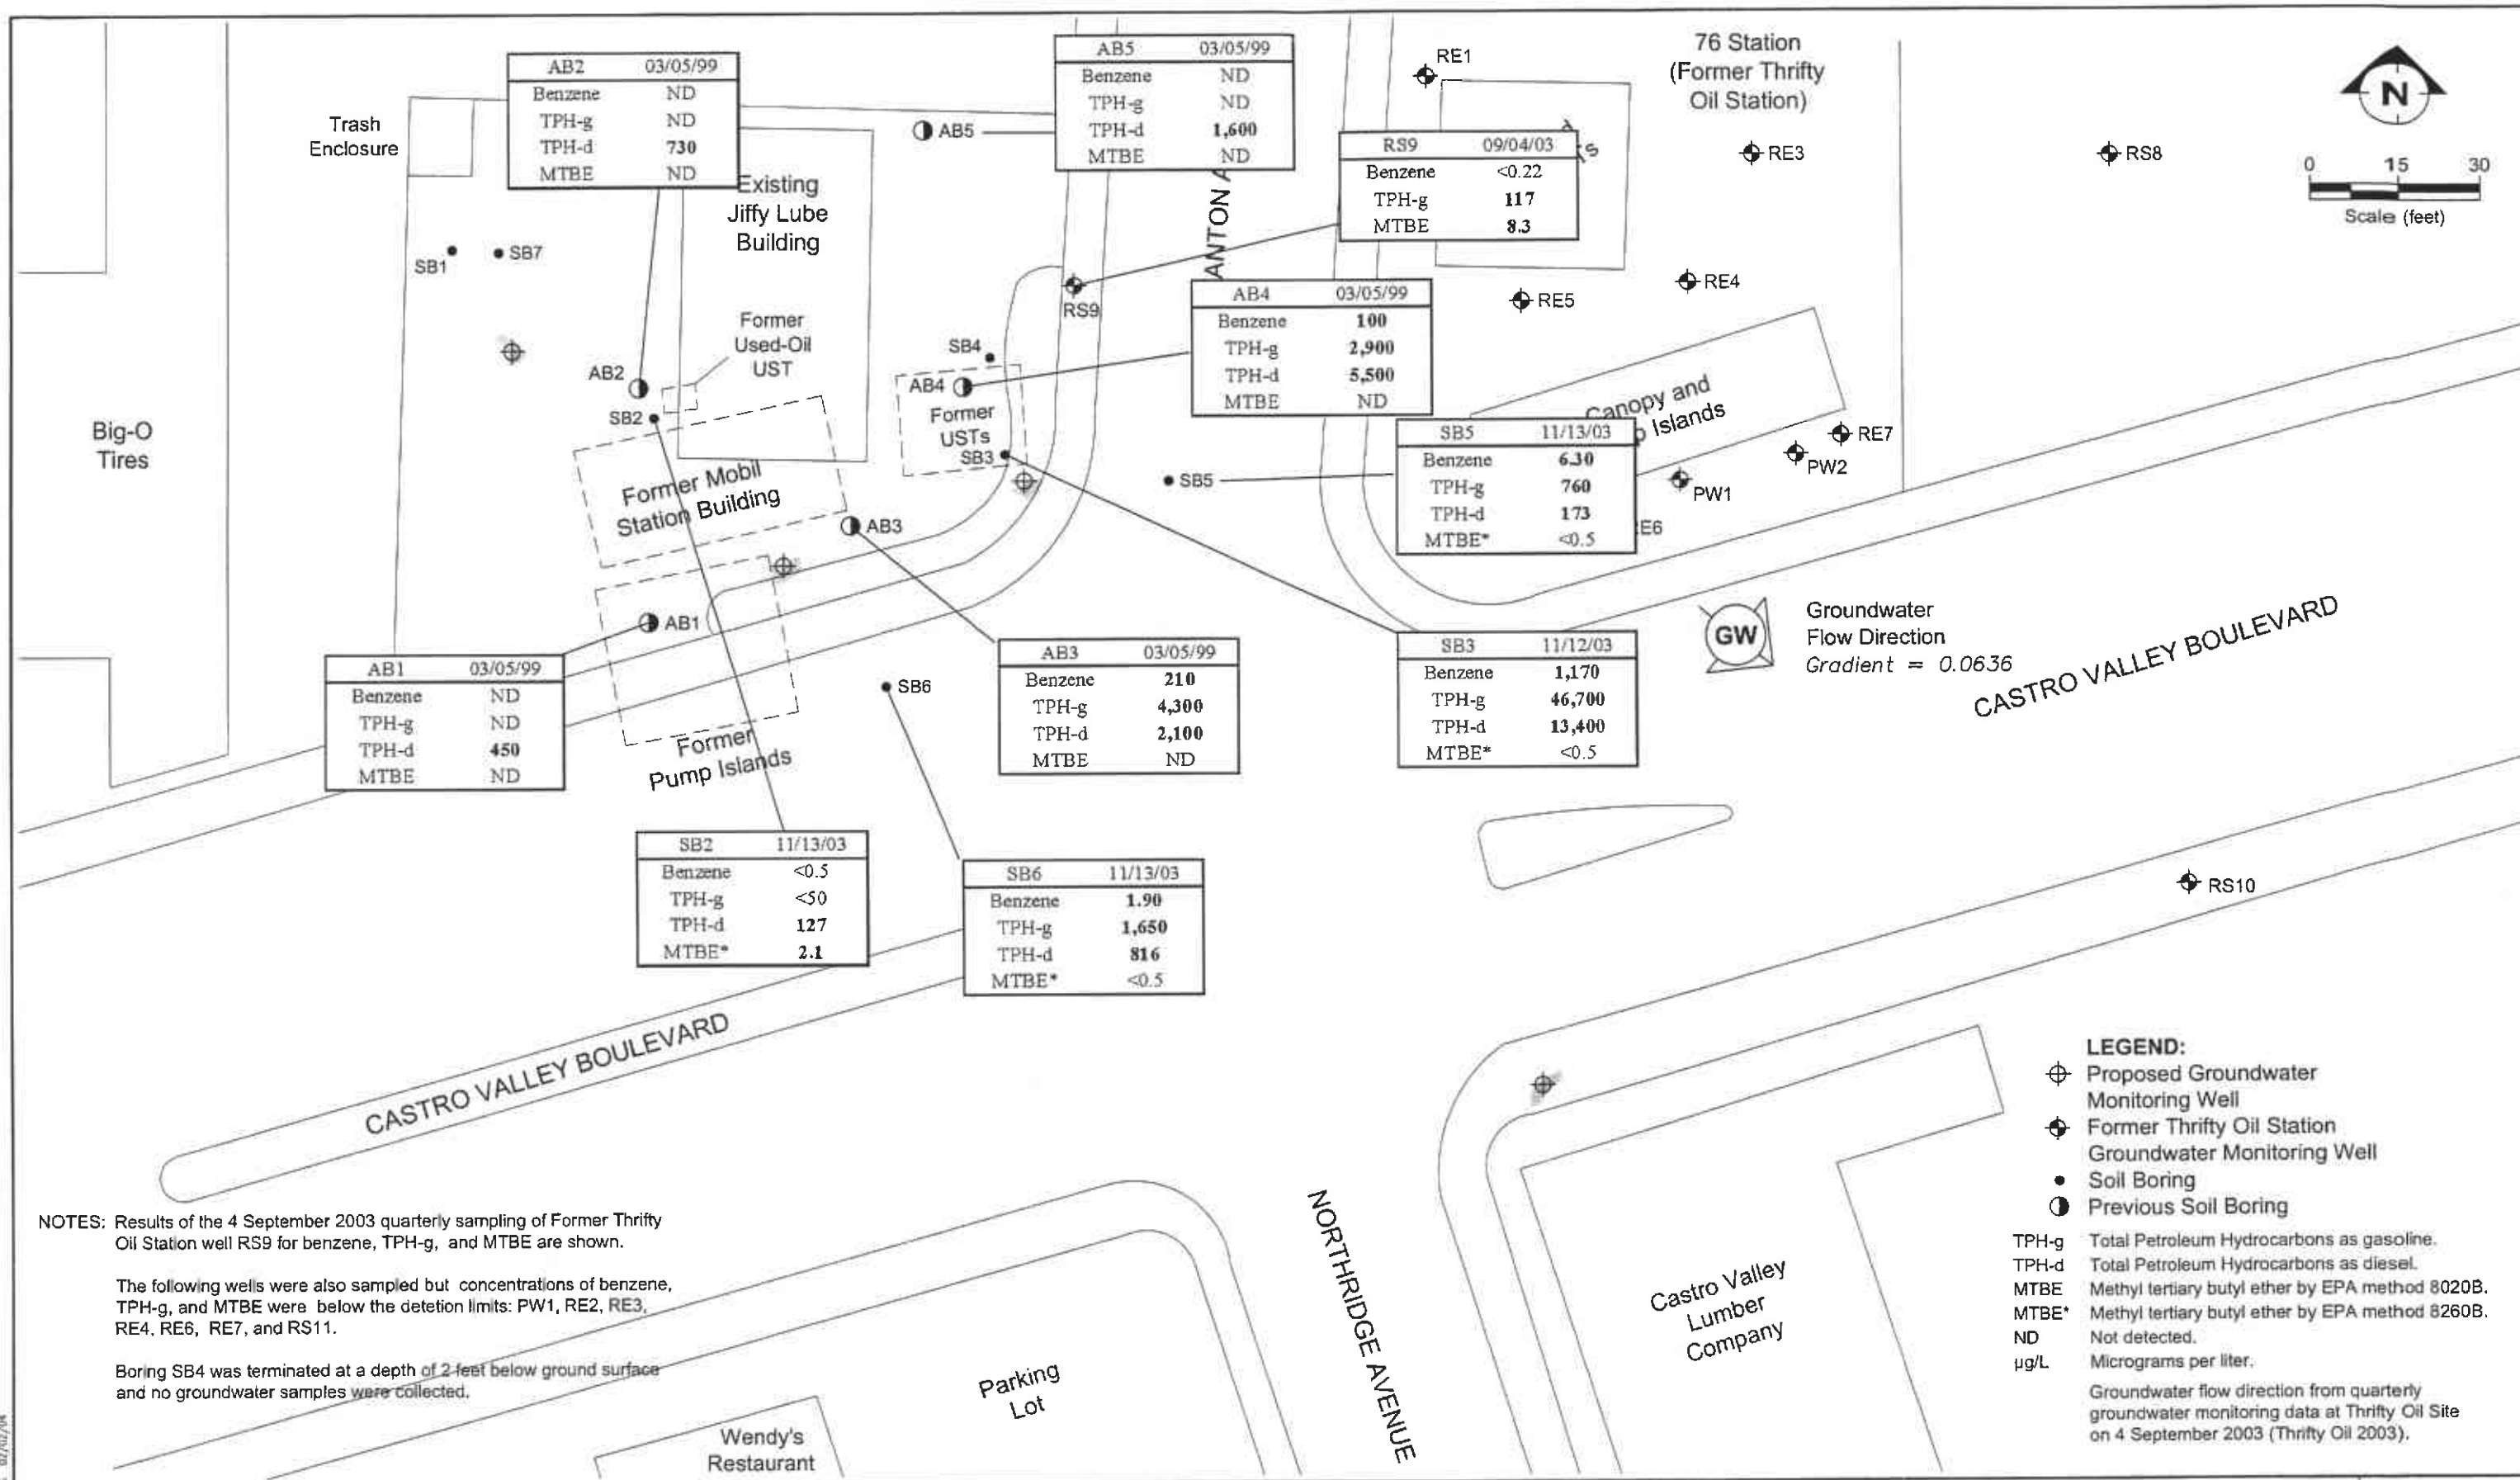 AB2 03/05/99
Benzene ND
TPH-g ND
TPH-d 730
MTBE ND
AB5 03/05/99
Benzene ND
TPH-g ND
TPH-d 1,600
MTBE ND
RE1
76 Station
(Former Thrifty
Oil Station)
N
0 15 30
Scale (feet)
Trash
Enclosure
AB5
RS9 09/04/03
Benzene <0.22
TPH-g 117
MTBE 8.3
RE3
RS8
Existing
Jiffy Lube
Building
ANTON
SB1
SB7
RS9
AB4 03/05/99
Benzene 100
TPH-g 2,900
TPH-d 5,500
MTBE ND
RE5
RE4
Former
Used-Oil
UST
AB2
SB2
SB4
AB4
Former
USTs
SB3
Canopy and
Islands
SB5 11/13/03
Benzene 6.30
TPH-g 760
TPH-d 173
MTBE* <0.5
RE7
PW2
PW1
E6
SB5
Big-O
Tires
Former Mobil
Station Building
AB3
AB1
GW
Groundwater
Flow Direction
Gradient = 0.0636
CASTRO VALLEY BOULEVARD
AB1 03/05/99
Benzene ND
TPH-g ND
TPH-d 450
MTBE ND
Former
Pump Islands
SB6
AB3 03/05/99
Benzene 210
TPH-g 4,300
TPH-d 2,100
MTBE ND
SB3 11/12/03
Benzene 1,170
TPH-g 46,700
TPH-d 13,400
MTBE* <0.5
SB2 11/13/03
Benzene <0.5
TPH-g <50
TPH-d 127
MTBE* 2.1
SB6 11/13/03
Benzene 1.90
TPH-g 1,650
TPH-d 816
MTBE* <0.5
RS10
CASTRO VALLEY BOULEVARD
NORTHRIDGE AVENUE
Castro Valley
Lumber
Company
Parking
Lot
Wendy's
Restaurant
NOTES: Results of the 4 September 2003 quarterly sampling of Former Thrifty
Oil Station well RS9 for benzene, TPH-g, and MTBE are shown.
The following wells were also sampled but concentrations of benzene,
TPH-g, and MTBE were below the detetion limits: PW1, RE2, RE3,
RE4, RE6, RE7, and RS11.
Boring SB4 was terminated at a depth of 2 feet below ground surface
and no groundwater samples were collected.
LEGEND:
Proposed Groundwater
Monitoring Well
Former Thrifty Oil Station
Groundwater Monitoring Well
Soil Boring
Previous Soil Boring
TPH-g Total Petroleum Hydrocarbons as gasoline.
TPH-d Total Petroleum Hydrocarbons as diesel.
MTBE Methyl tertiary butyl ether by EPA method 8020B.
MTBE* Methyl tertiary butyl ether by EPA method 8260B.
ND Not detected.
µg/L Micrograms per liter.
Groundwater flow direction from quarterly
groundwater monitoring data at Thrifty Oil Site
on 4 September 2003 (Thrifty Oil 2003).